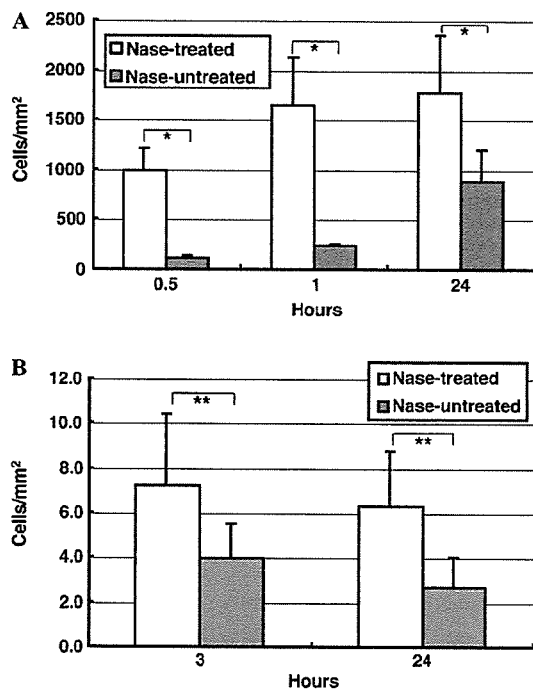 A
2500
2000
1500
1000
500
0
Cells/mm²
Nase-treated
Nase-untreated
*
*
*
0.5
1
24
Hours
B
12.0
10.0
8.0
6.0
4.0
2.0
0.0
Cells/mm²
Nase-treated
Nase-untreated
**
**
3
24
Hours